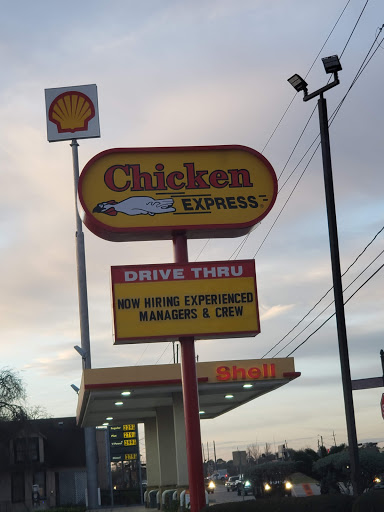 Chicken
EXPRESS
DRIVE THRU
NOW HIRING EXPERIENCED
MANAGERS & CREW
Shell